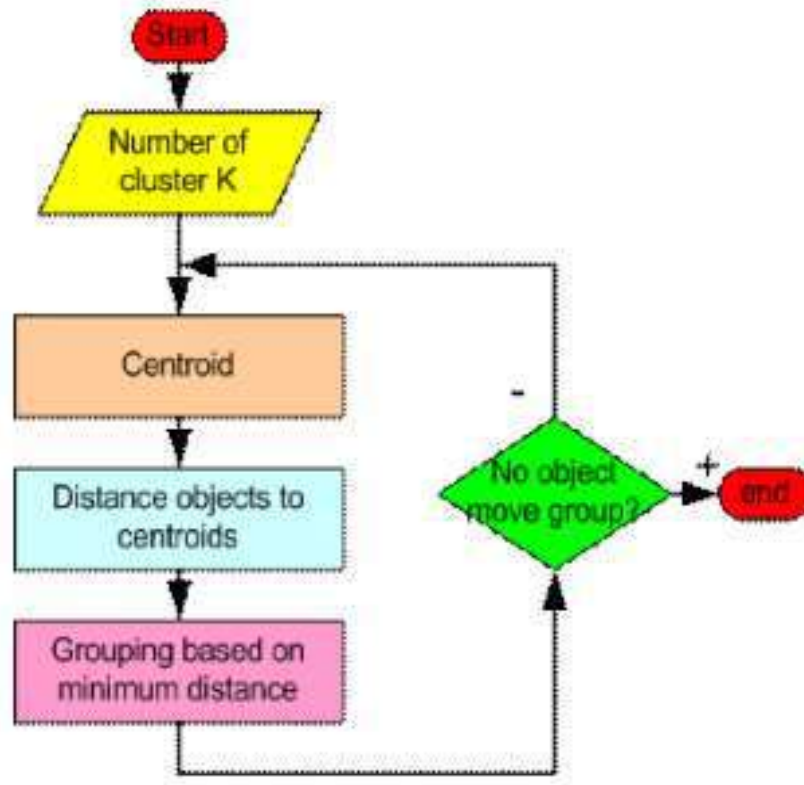 Start
Number of
cluster K
Centroid
Distance objects to
centroids
Grouping based on
minimum distance
-
No object
move group?
+
end